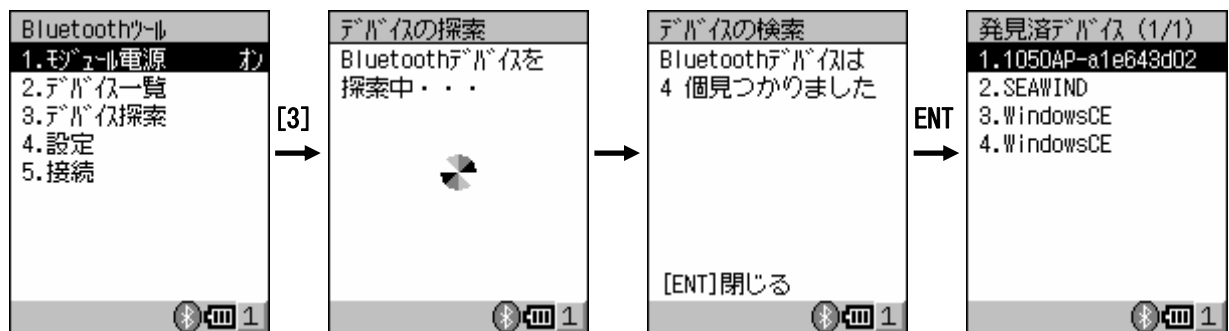 Bluetoothﾂｰﾙ
1.ﾓｼﾞｭｰﾙ電源 ｵﾝ
2.ﾃﾞﾊﾞｲｽ一覧
3.ﾃﾞﾊﾞｲｽ探索
4.設定
5.接続
1
[3]
ﾃﾞﾊﾞｲｽの探索
Bluetoothﾃﾞﾊﾞｲｽを
探索中・・・
1
ﾃﾞﾊﾞｲｽの検索
Bluetoothﾃﾞﾊﾞｲｽは
4 個見つかりました
[ENT]閉じる
1
ENT
発見済ﾃﾞﾊﾞｲｽ (1/1)
1.1050AP-a1e643d02
2.SEAWIND
3.WindowsCE
4.WindowsCE
1